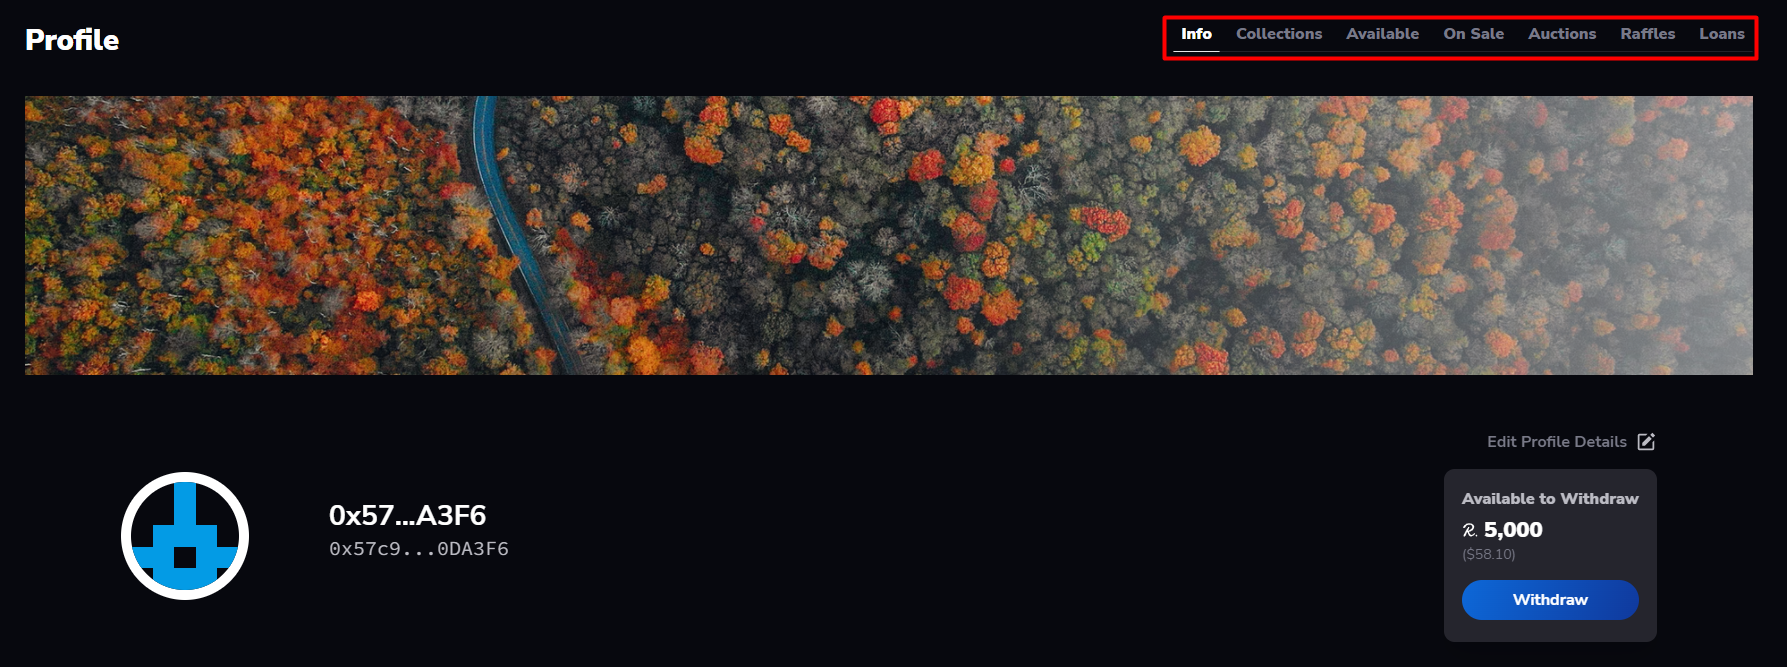 Profile
Info Collections Available On Sale Auctions Raffles Loans
Edit Profile Details
0x57...A3F6
0x57c9...0DA3F6
Available to Withdraw
R. 5,000
($58.10)
Withdraw